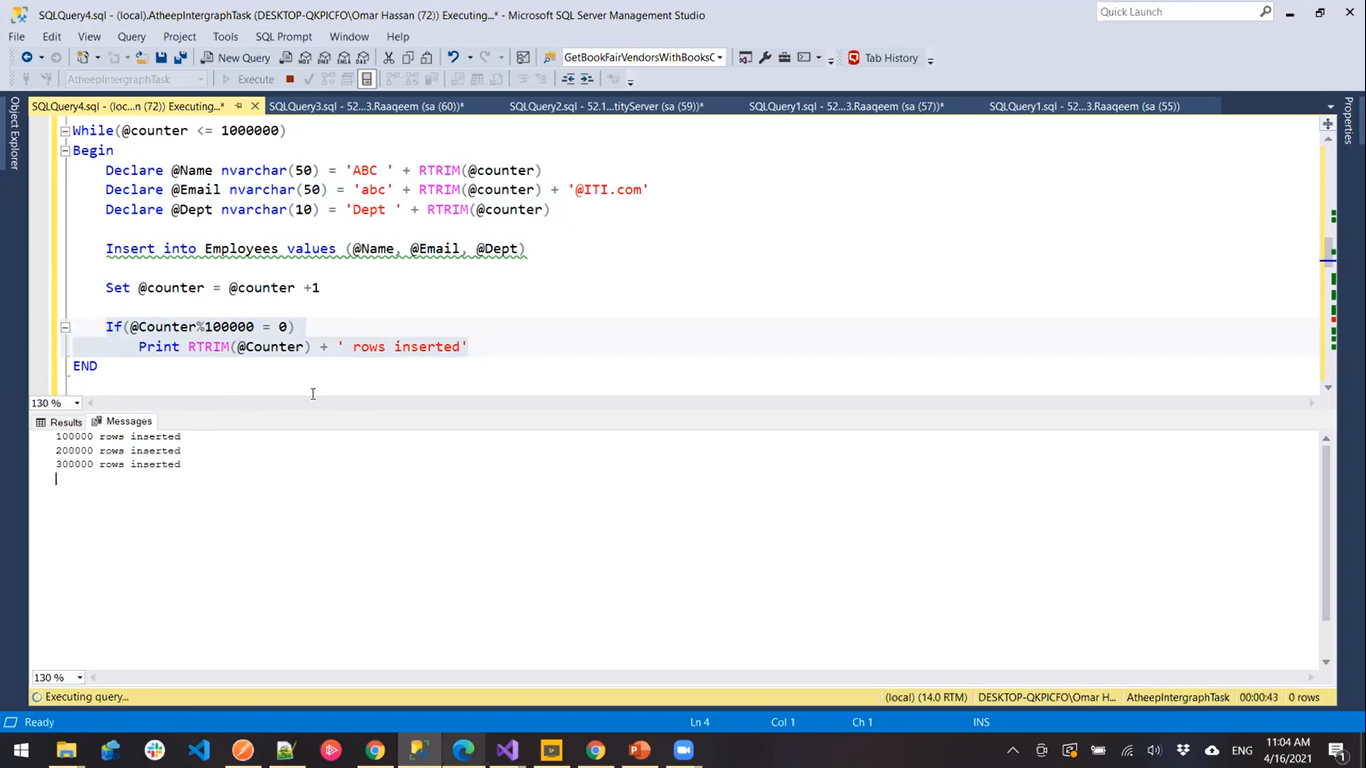 SQLQuery4.sql - (local).AtheepIntergraphTask (DESKTOP-QKPICFO\Omar Hassan (72)) Executing...* - Microsoft SQL Server Management Studio
Quick Launch
File Edit View Query Project Tools SQL Prompt Window Help
New Query GetBookFairVendorsWithBooksC Tab History
AtheepIntergraphTask Execute
SQLQuery4.sql - (loc...n (72)) Executing...* SQLQuery3.sql - 52...3.Raaqeem (sa (60))* SQLQuery2.sql - 52.1...tityServer (sa (59))* SQLQuery1.sql - 52...3.Raaqeem (sa (57))* SQLQuery1.sql - 52...3.Raaqeem (sa (55))
Object Explorer
Properties
While(@counter <= 1000000)
Begin
Declare @Name nvarchar(50) = 'ABC ' + RTRIM(@counter)
Declare @Email nvarchar(50) = 'abc' + RTRIM(@counter) + '@ITI.com'
Declare @Dept nvarchar(10) = 'Dept ' + RTRIM(@counter)
Insert into Employees values (@Name, @Email, @Dept)
Set @counter = @counter +1
If(@Counter%100000 = 0)
Print RTRIM(@Counter) + ' rows inserted'
END
130 %
Results Messages
100000 rows inserted
200000 rows inserted
300000 rows inserted
130 %
Executing query... (local) (14.0 RTM) DESKTOP-QKPICFO\Omar H... AtheepIntergraphTask 00:00:43 0 rows
Ready Ln 4 Col 1 Ch 1 INS
ENG 11:04 AM
4/16/2021